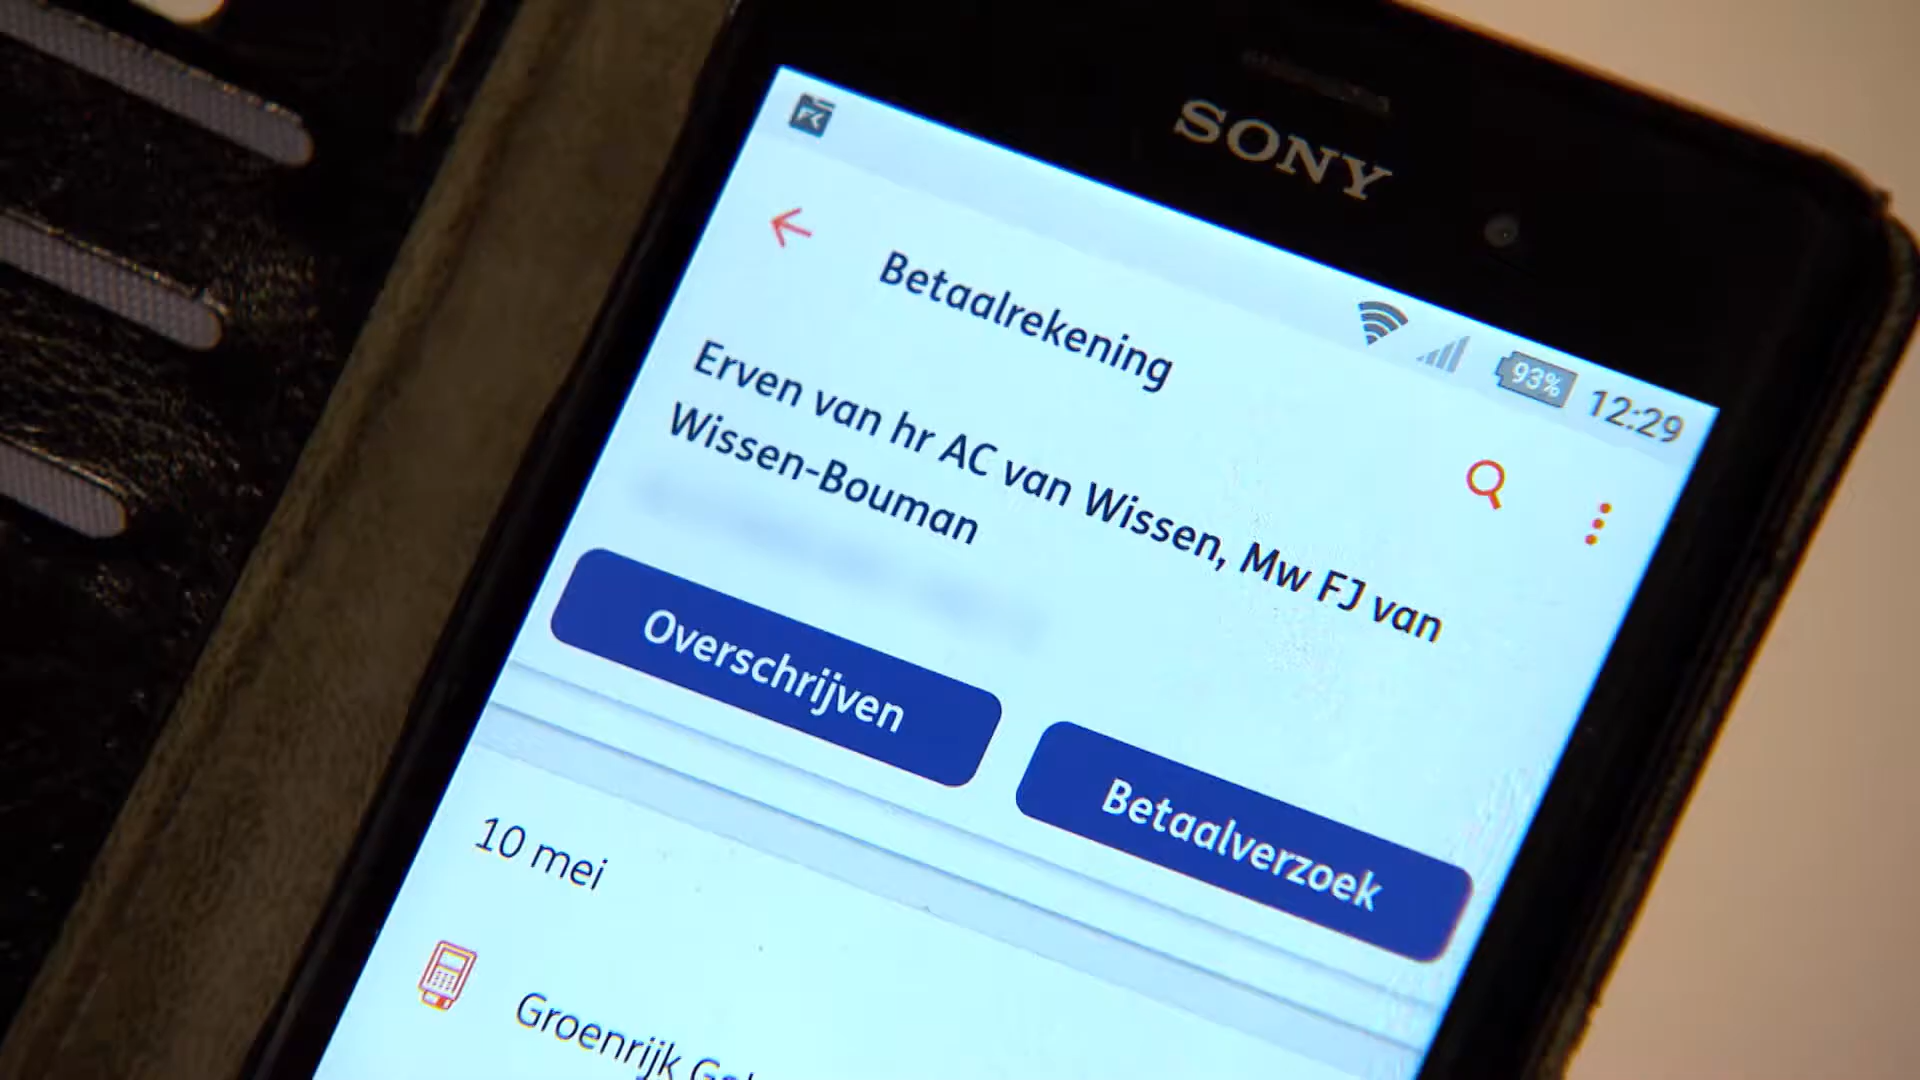 SONY
93% 12:29
Betaalrekening
Erven van hr AC van Wissen, Mw FJ van
Wissen-Bouman
Overschrijven
Betaalverzoek
10 mei
Groenrijk